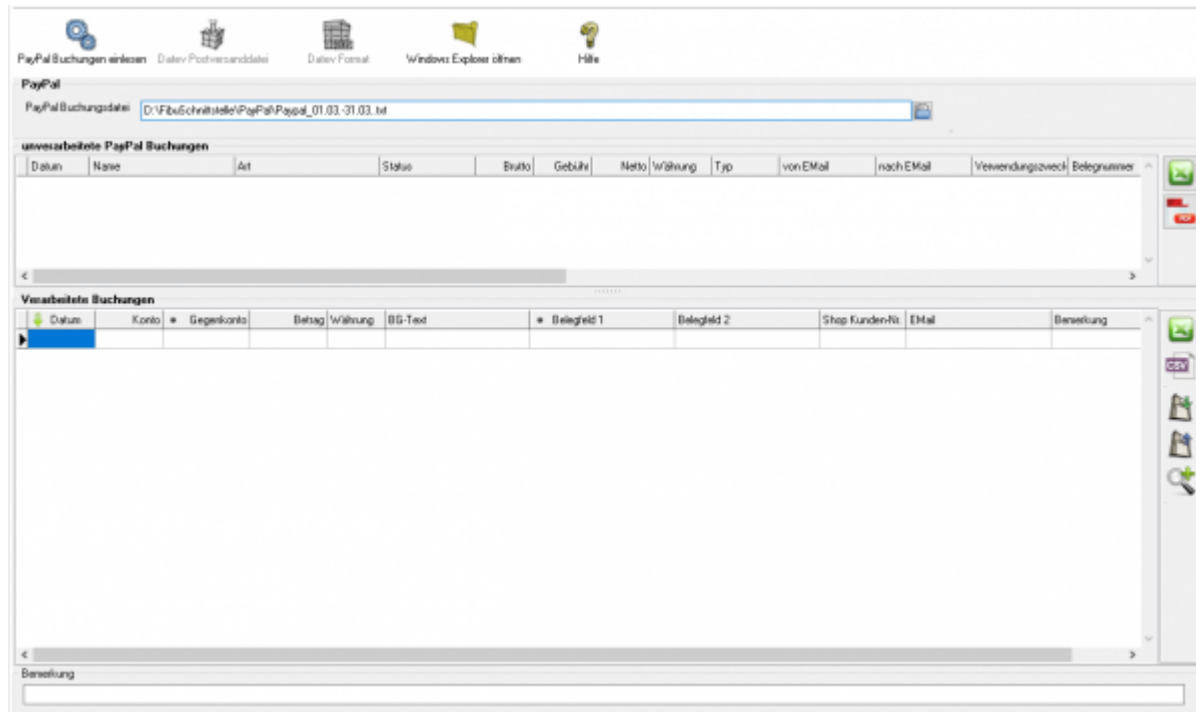 PayPal Buchungen einlesen Datev Postversanddatei Datev Format Windows Explorer öffnen Hilfe
PayPal
PayPal Buchungsdatei D:\FibuSchnittstelle\PayPal\Paypal_01.03.-31.03..txt
unverarbeitete PayPal Buchungen
Datum Name Art Status Brutto Gebühr Netto Währung Typ von EMail nach EMail Verwendungszweck Belegnummer
PDF
Verarbeitete Buchungen
Datum Konto * Gegenkonto Betrag Währung BG-Text * Belegfeld 1 Belegfeld 2 Shop Kunden-Nr. EMail Bemerkung
CSV
Bemerkung